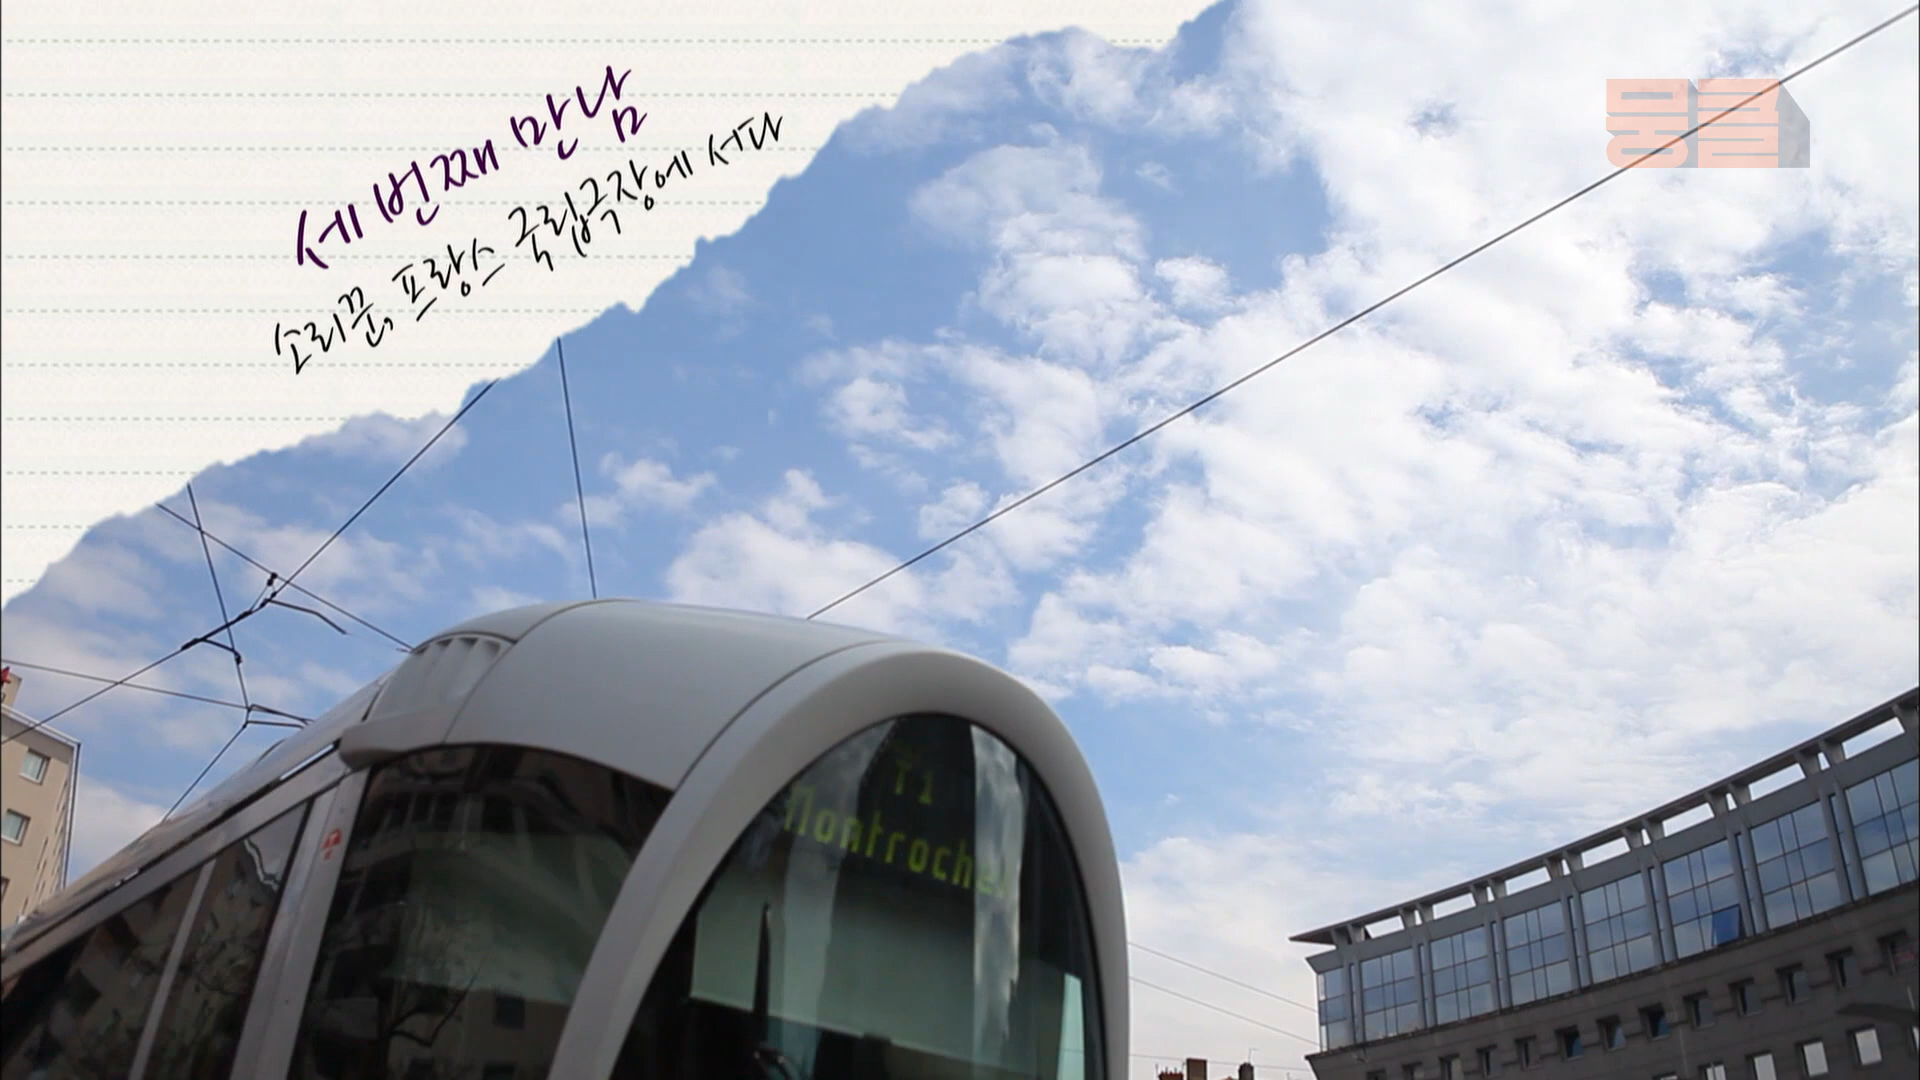 세 번째 만남
소리꾼, 프랑스 국립극장에 서다
뭉클
T1
Montroche